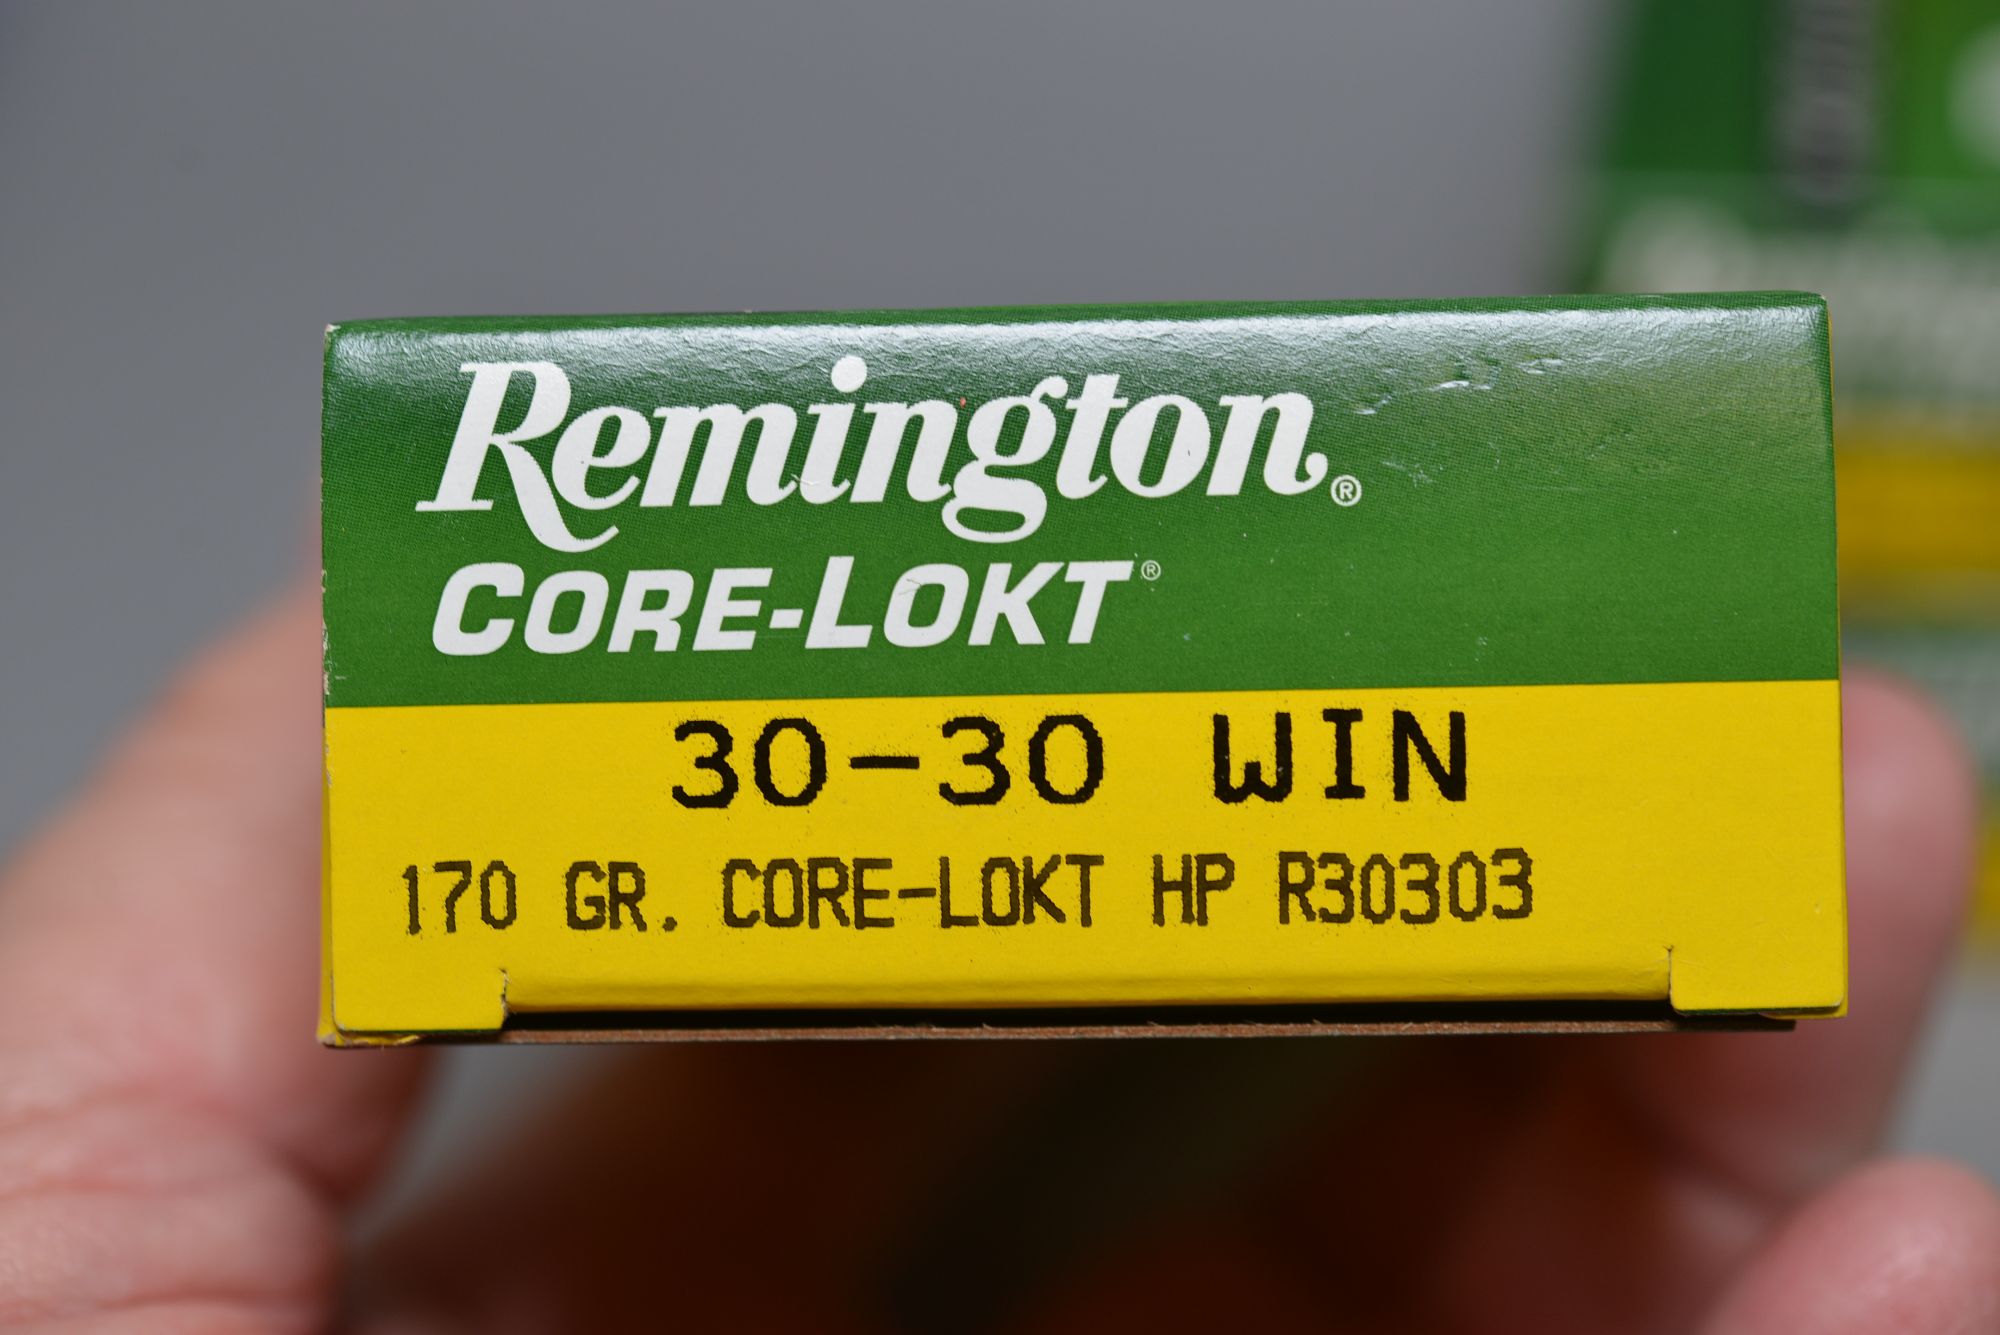 Remington®
CORE-LOKT®
30-30 WIN
170 GR. CORE-LOKT HP R30303